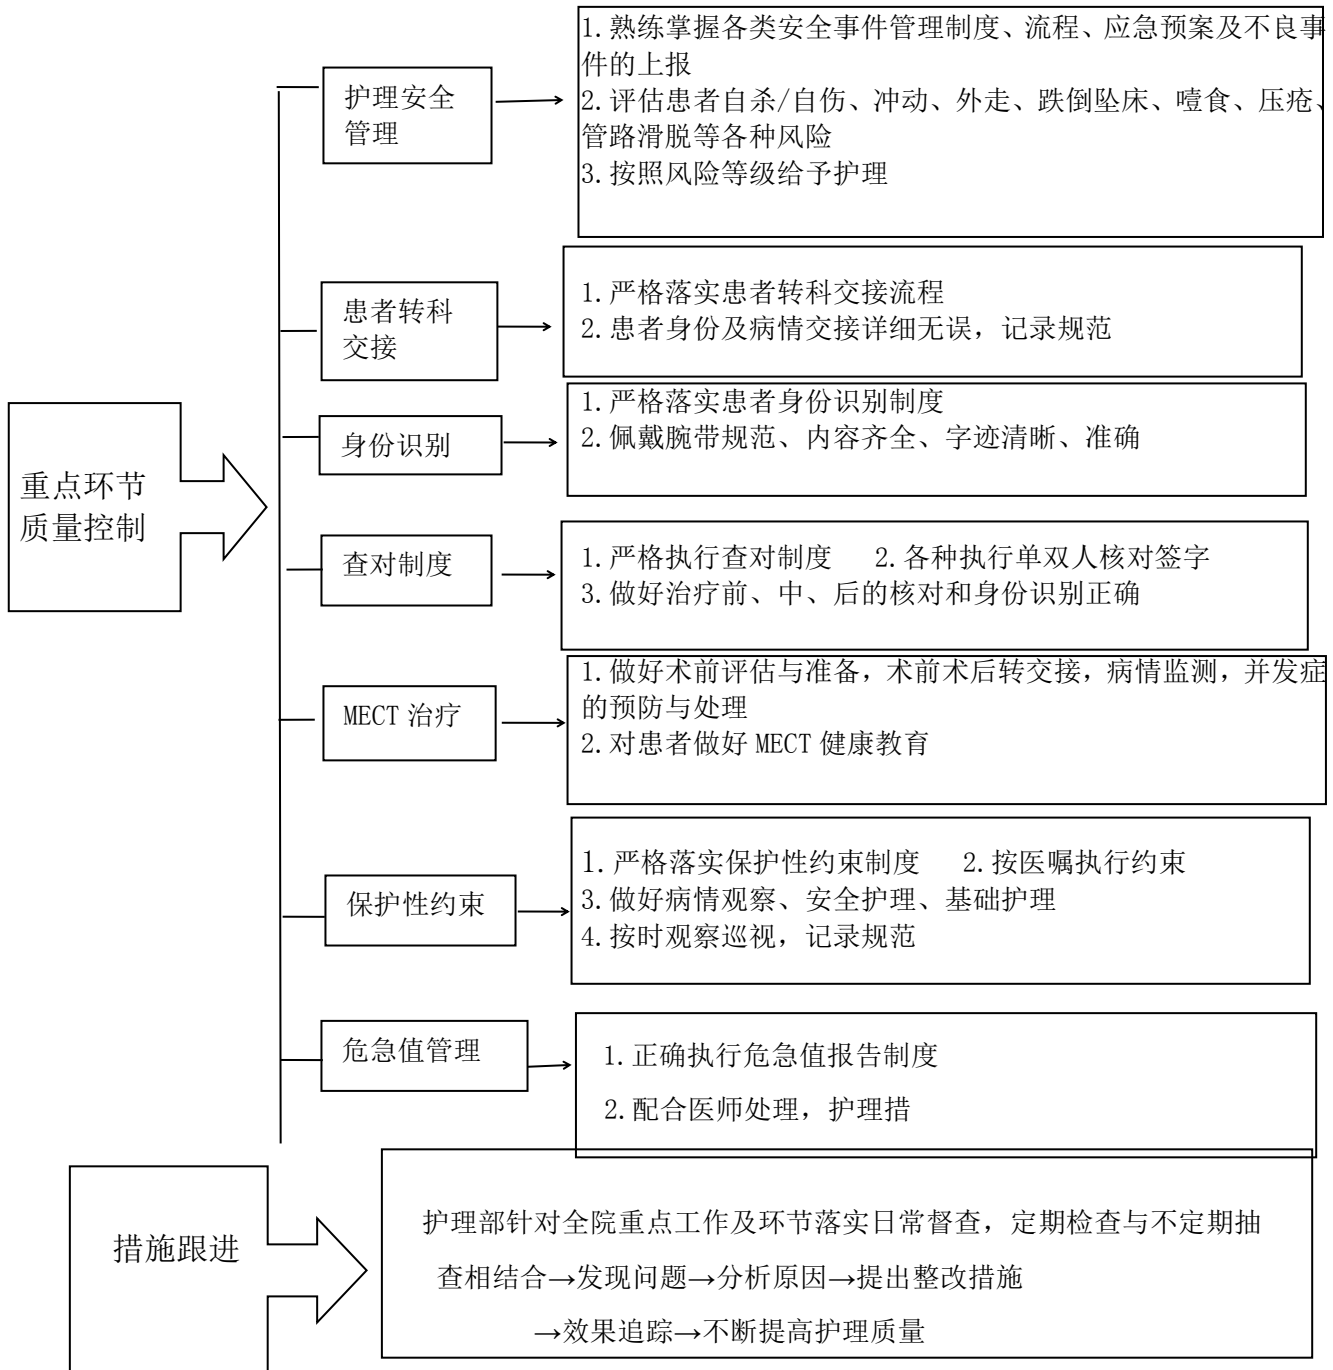 重点环节
质量控制
护理安全
管理
1.熟练掌握各类安全事件管理制度、流程、应急预案及不良事
件的上报
2.评估患者自杀/自伤、冲动、外走、跌倒坠床、噎食、压疮、
管路滑脱等各种风险
3.按照风险等级给予护理
患者转科
交接
1.严格落实患者转科交接流程
2.患者身份及病情交接详细无误，记录规范
身份识别
1.严格落实患者身份识别制度
2.佩戴腕带规范、内容齐全、字迹清晰、准确
查对制度
1.严格执行查对制度 2.各种执行单双人核对签字
3.做好治疗前、中、后的核对和身份识别正确
MECT 治疗
1.做好术前评估与准备，术前术后转交接，病情监测，并发症
的预防与处理
2.对患者做好 MECT 健康教育
保护性约束
1.严格落实保护性约束制度 2.按医嘱执行约束
3.做好病情观察、安全护理、基础护理
4.按时观察巡视，记录规范
危急值管理
1.正确执行危急值报告制度
2.配合医师处理，护理措
措施跟进
护理部针对全院重点工作及环节落实日常督查，定期检查与不定期抽
查相结合→发现问题→分析原因→提出整改措施
→效果追踪→不断提高护理质量